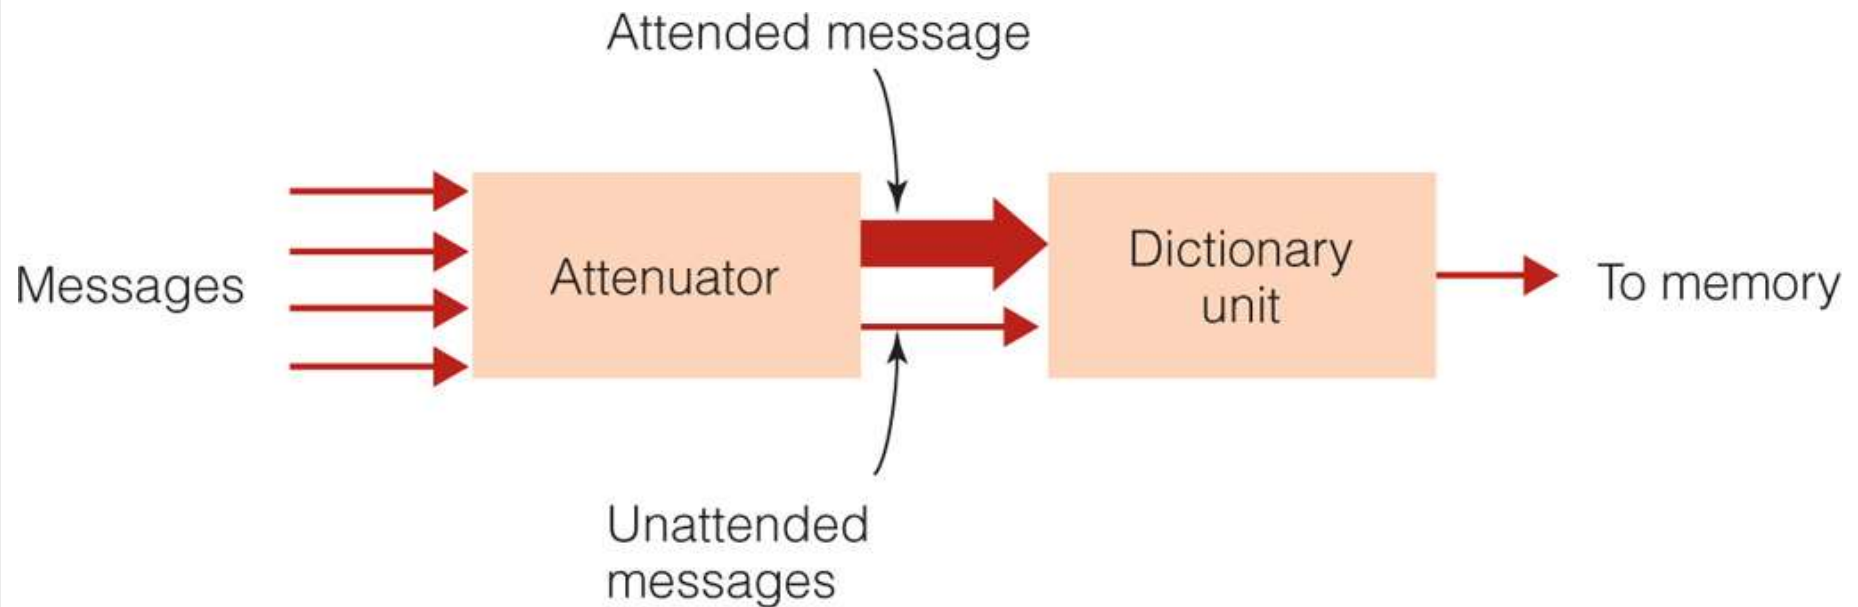 Attended message
Messages
Attenuator
Dictionary
unit
To memory
Unattended
messages